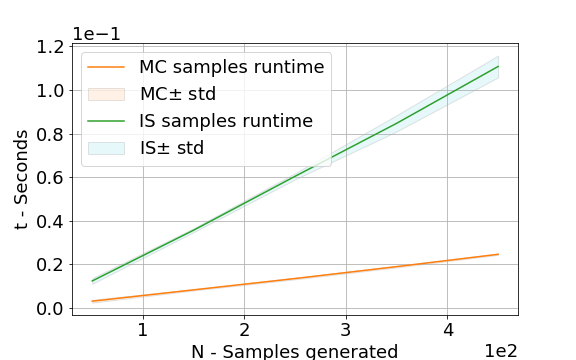 1e−1
1.2
1.0
0.8
0.6
0.4
0.2
0.0
t - Seconds
MC samples runtime
MC± std
IS samples runtime
IS± std
1 2 3 4
1e2
N - Samples generated